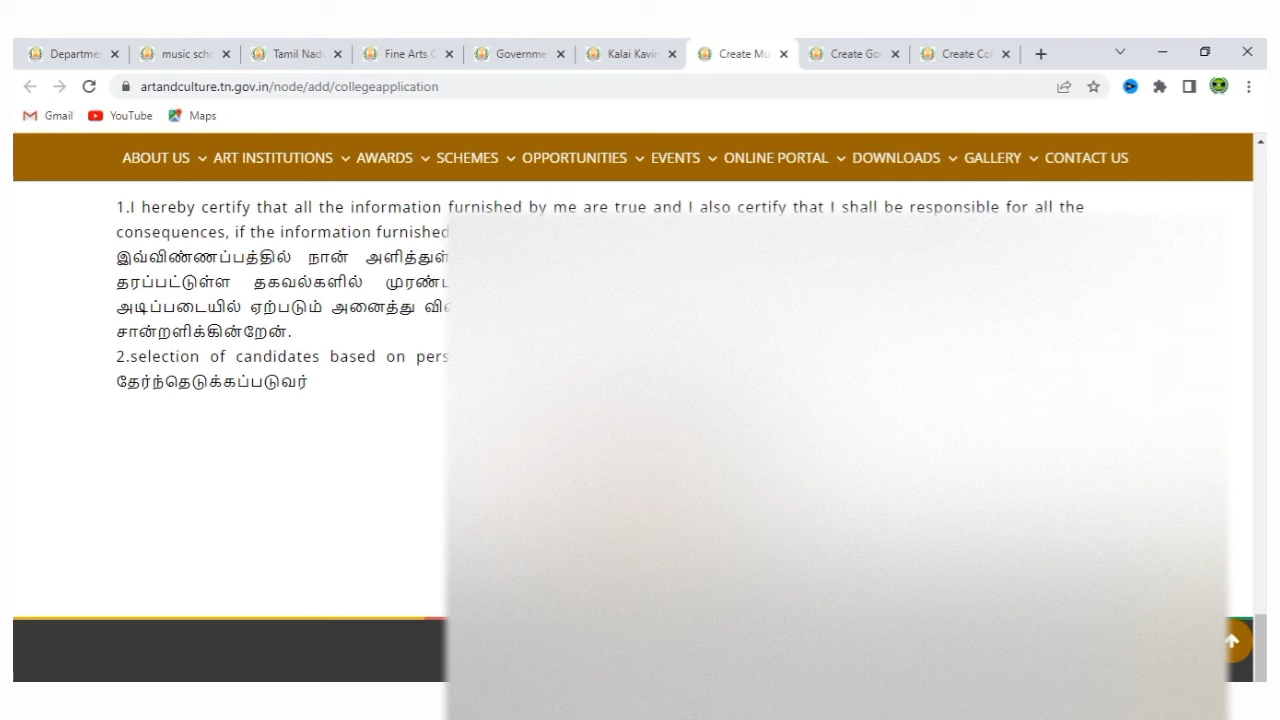 Departme
music scho
Tamil Nad
Fine Arts C
Governme
Kalai Kavin
Create Mu
Create Go
Create Col
artandculture.tn.gov.in/node/add/collegeapplication
Gmail
YouTube
Maps
ABOUT US
ART INSTITUTIONS
AWARDS
SCHEMES
OPPORTUNITIES
EVENTS
ONLINE PORTAL
DOWNLOADS
GALLERY
CONTACT US
1.I hereby certify that all the information furnished by me are true and I also certify that I shall be responsible for all the
consequences, if the information furnished
இவ்விண்ணப்பத்தில் நான் அளித்துள்
தரப்பட்டுள்ள தகவல்களில்
அடிப்படையில் ஏற்படும் அனைத்து
சான்றளிக்கின்றேன்.
2.selection of candidates based on pers
தேர்ந்தெடுக்கப்படுவர்